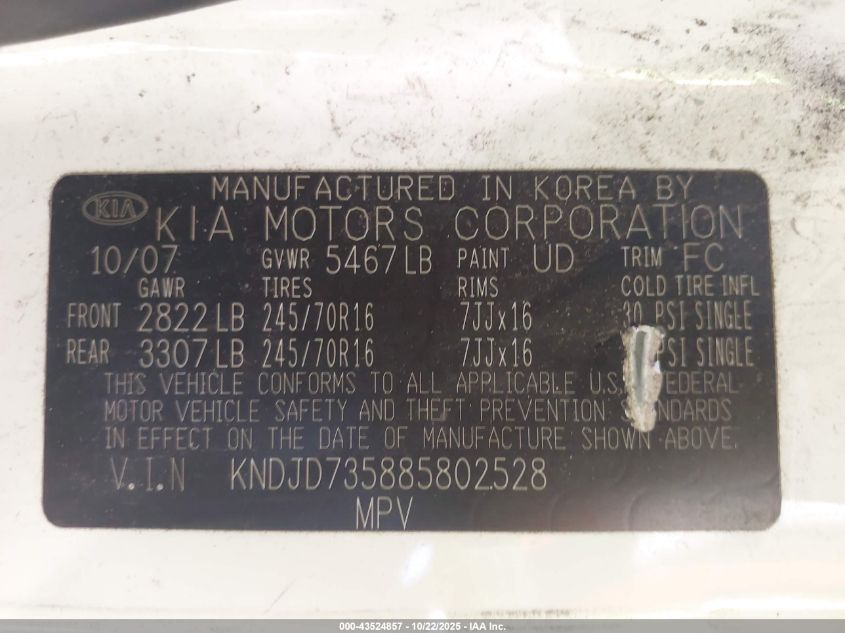 MANUFACTURED IN KOREA BY
KIA KIA MOTORS CORPORATION
10/07 GVWR 5467LB PAINT UD TRIM FC
GAWR TIRES RIMS COLD TIRE INFL
FRONT 2822LB 245/70R16 7JJx16 30 PSI SINGLE
REAR 3307LB 245/70R16 7JJx16 PSI SINGLE
THIS VEHICLE CONFORMS TO ALL APPLICABLE U.S. FEDERAL
MOTOR VEHICLE SAFETY AND THEFT PREVENTION STANDARDS
IN EFFECT ON THE DATE OF MANUFACTURE SHOWN ABOVE.
V.I.N KNDJD735885802528
MPV
000-43524857 - 10/22/2025 - IAA Inc.